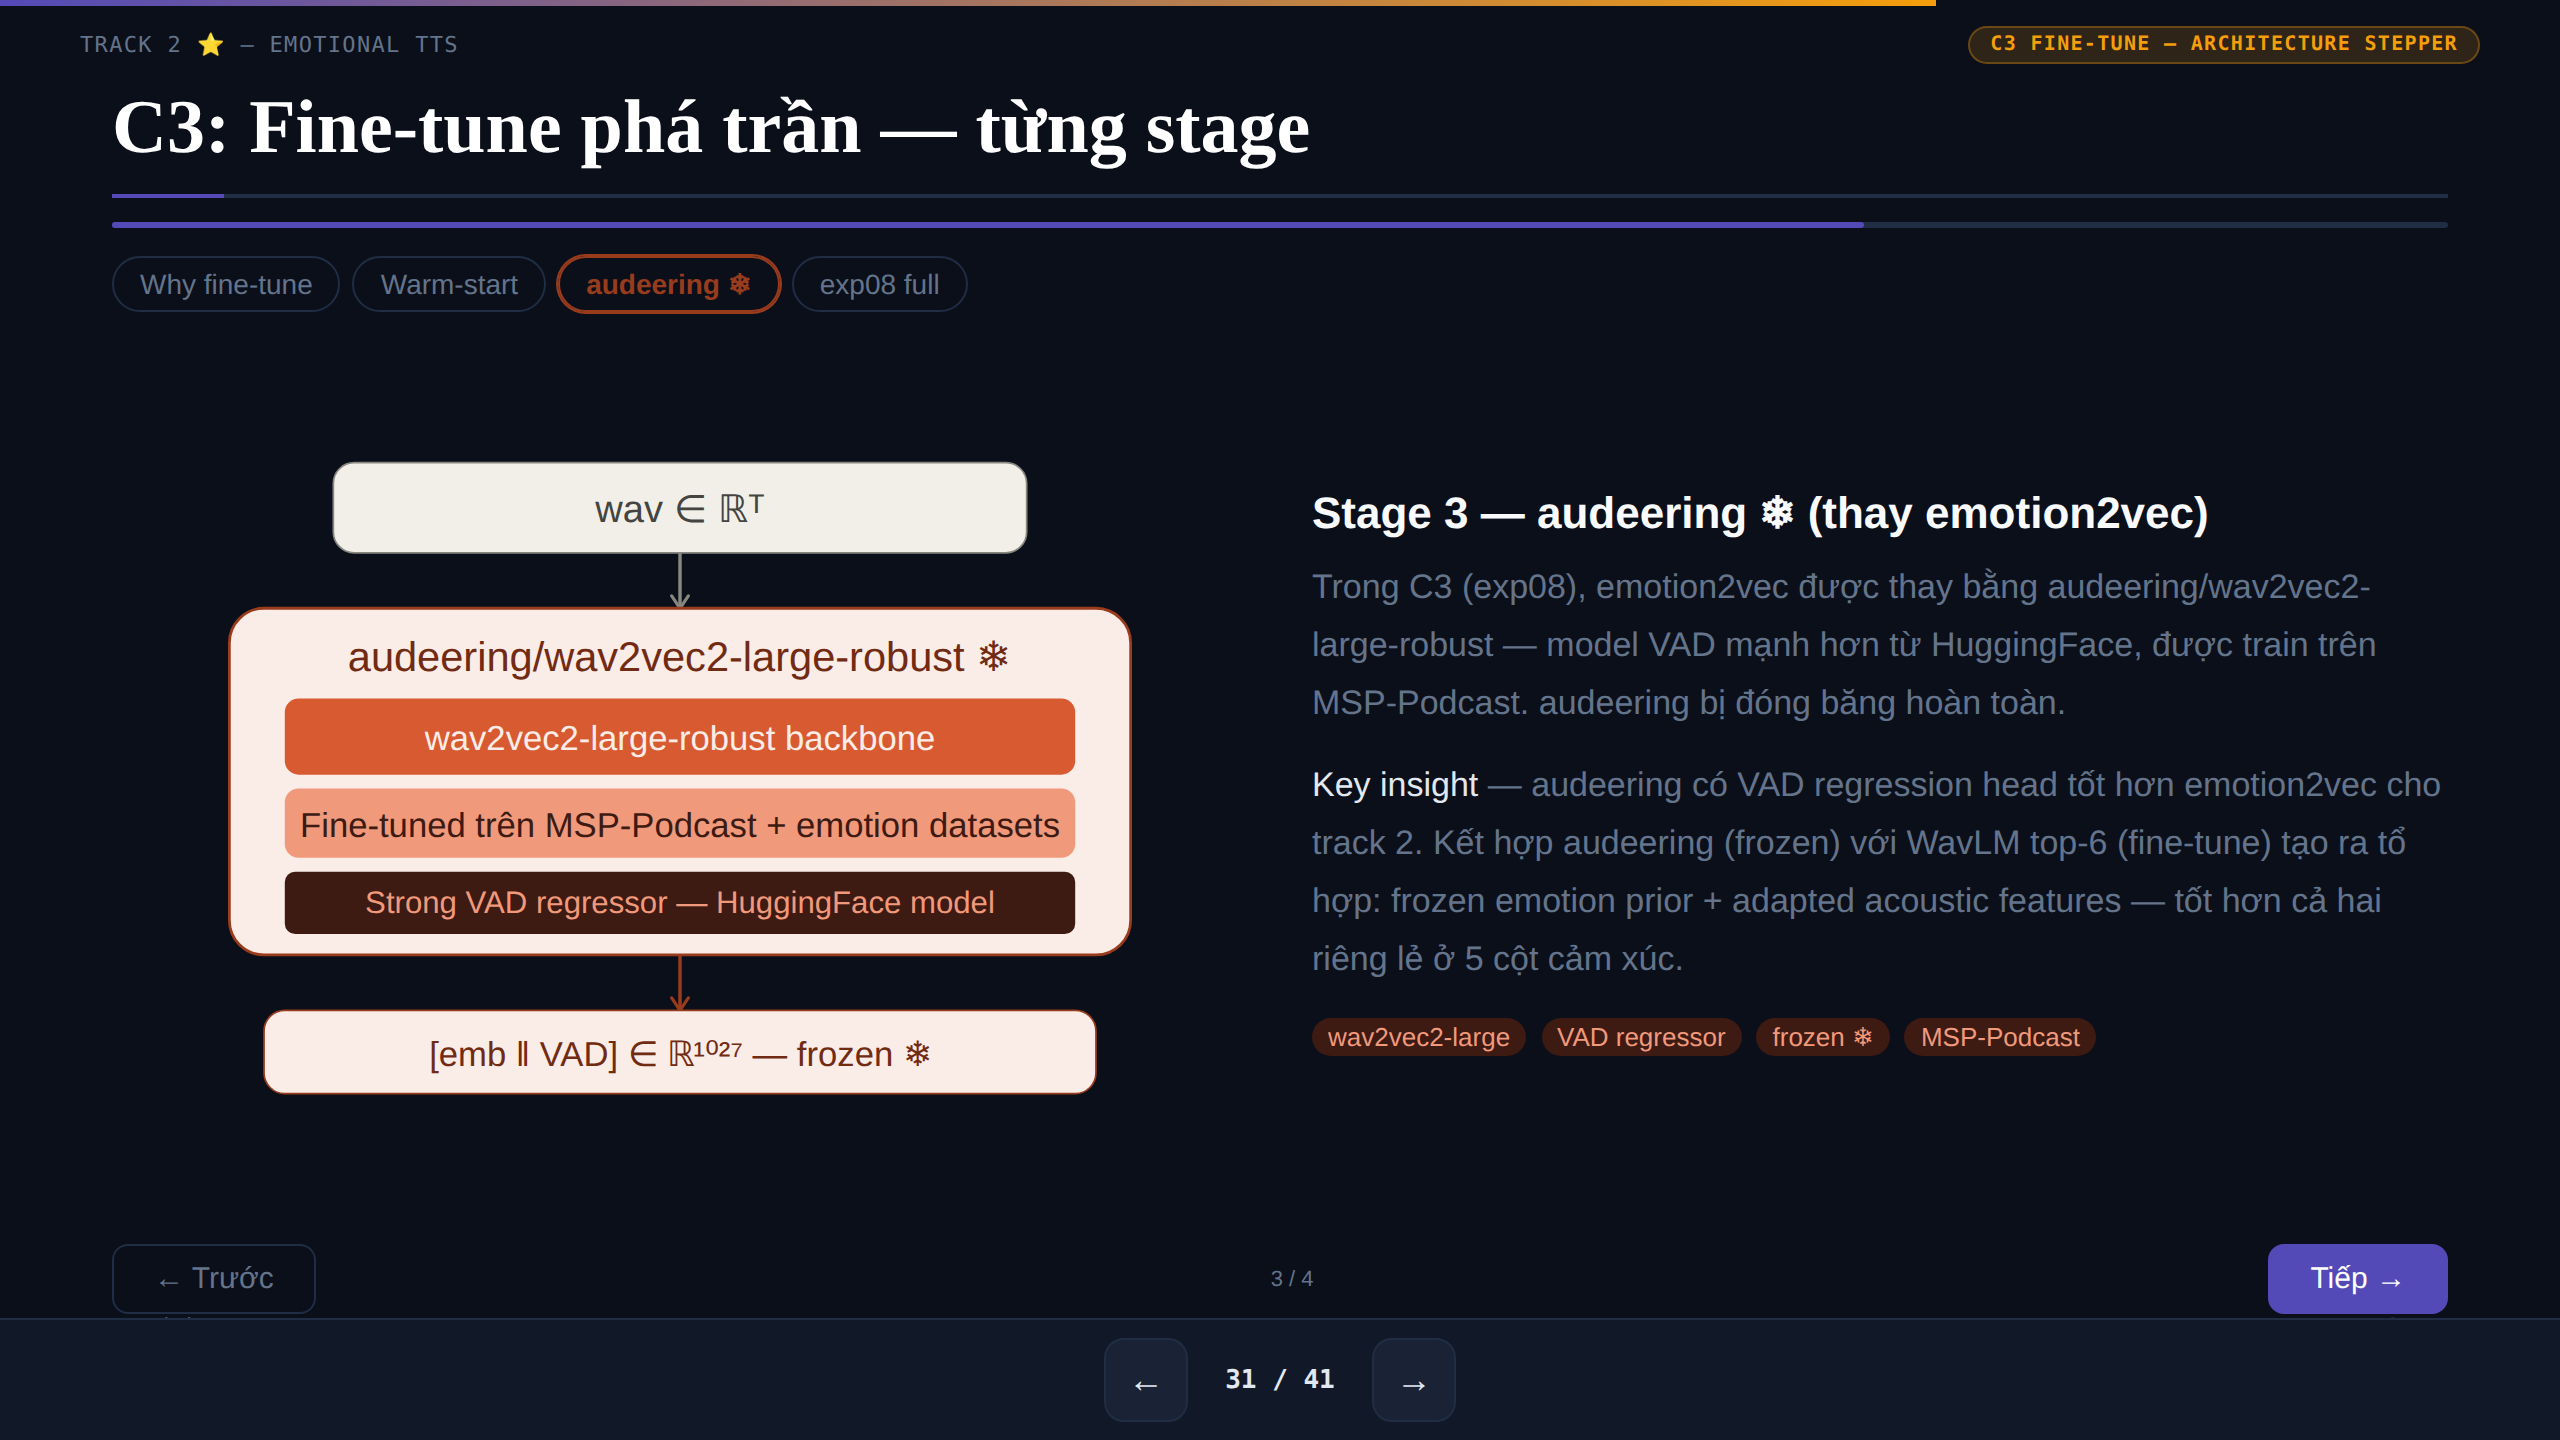 TRACK 2 ⭐ — EMOTIONAL TTS
C3 FINE-TUNE — ARCHITECTURE STEPPER
C3: Fine-tune phá trần — từng stage
Why fine-tune
Warm-start
audeering ❄
exp08 full
wav ∈ ℝᵀ
audeering/wav2vec2-large-robust ❄
wav2vec2-large-robust backbone
Fine-tuned trên MSP-Podcast + emotion datasets
Strong VAD regressor — HuggingFace model
[emb ‖ VAD] ∈ ℝ¹⁰²⁷ — frozen ❄
Stage 3 — audeering ❄ (thay emotion2vec)
Trong C3 (exp08), emotion2vec được thay bằng audeering/wav2vec2-
large-robust — model VAD mạnh hơn từ HuggingFace, được train trên
MSP-Podcast. audeering bị đóng băng hoàn toàn.
Key insight — audeering có VAD regression head tốt hơn emotion2vec cho
track 2. Kết hợp audeering (frozen) với WavLM top-6 (fine-tune) tạo ra tổ
hợp: frozen emotion prior + adapted acoustic features — tốt hơn cả hai
riêng lẻ ở 5 cột cảm xúc.
wav2vec2-large
VAD regressor
frozen ❄
MSP-Podcast
← Trước
3 / 4
Tiếp →
←
31 / 41
→